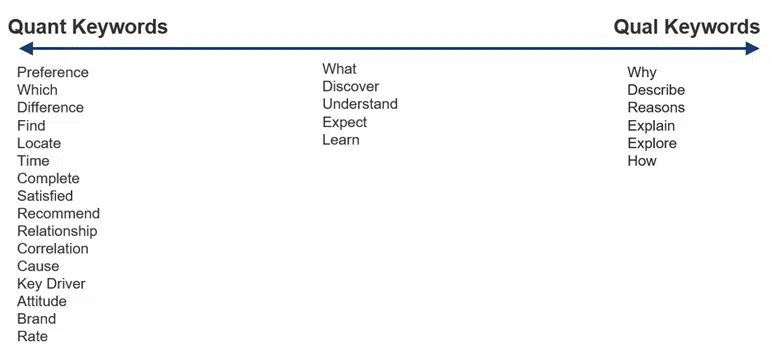 Quant Keywords
Qual Keywords
Preference
Which
Difference
Find
Locate
Time
Complete
Satisfied
Recommend
Relationship
Correlation
Cause
Key Driver
Attitude
Brand
Rate
What
Discover
Understand
Expect
Learn
Why
Describe
Reasons
Explain
Explore
How